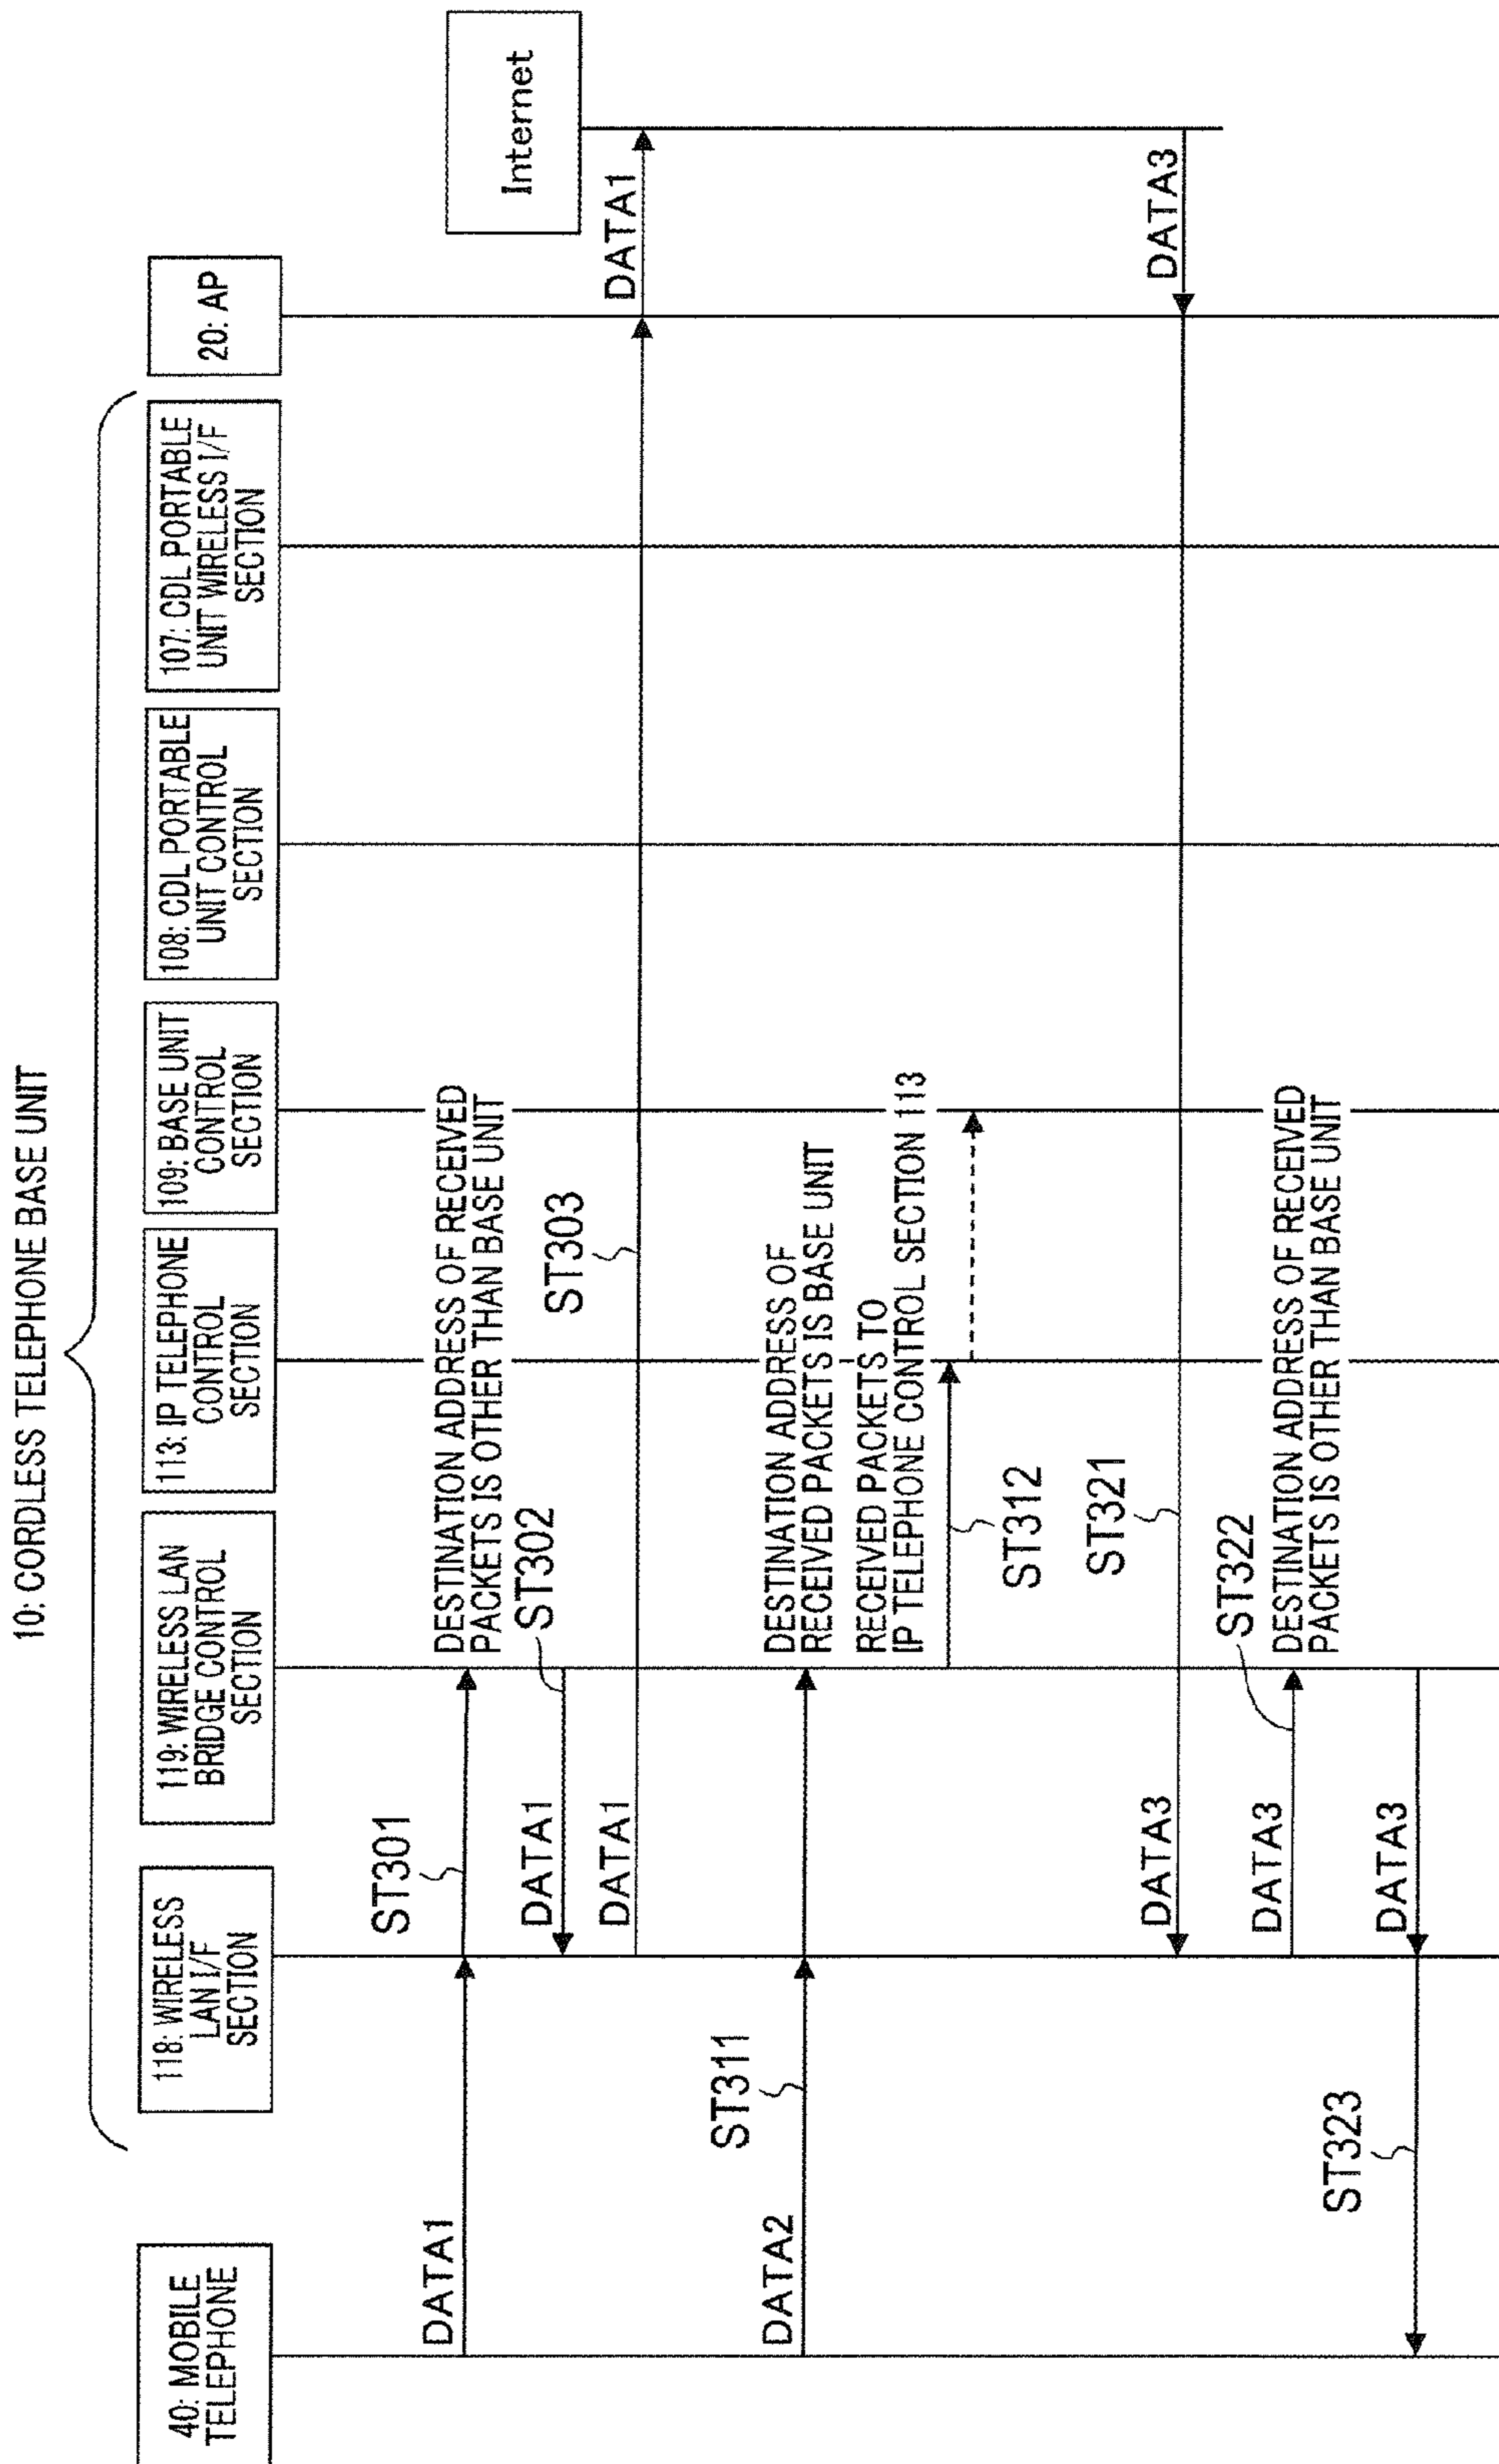 10: CORDLESS TELEPHONE BASE UNIT
40: MOBILE
TELEPHONE
118: WIRELESS
LAN I/F
SECTION
119: WIRELESS LAN
BRIDGE CONTROL
SECTION
113: IP TELEPHONE
CONTROL
SECTION
109: BASE UNIT
CONTROL
SECTION
108: CDL PORTABLE
UNIT CONTROL
SECTION
107: CDL PORTABLE
UNIT WIRELESS I/F
SECTION
20: AP
Internet
DATA1
ST301
DESTINATION ADDRESS OF RECEIVED
PACKETS IS OTHER THAN BASE UNIT
DATA1
ST302
DATA1
ST303
DATA1
DATA2
ST311
DESTINATION ADDRESS OF
RECEIVED PACKETS IS BASE UNIT
RECEIVED PACKETS TO
IP TELEPHONE CONTROL SECTION 113
ST312
DATA3
ST321
DATA3
DATA3
ST322
DESTINATION ADDRESS OF RECEIVED
PACKETS IS OTHER THAN BASE UNIT
DATA3
ST323